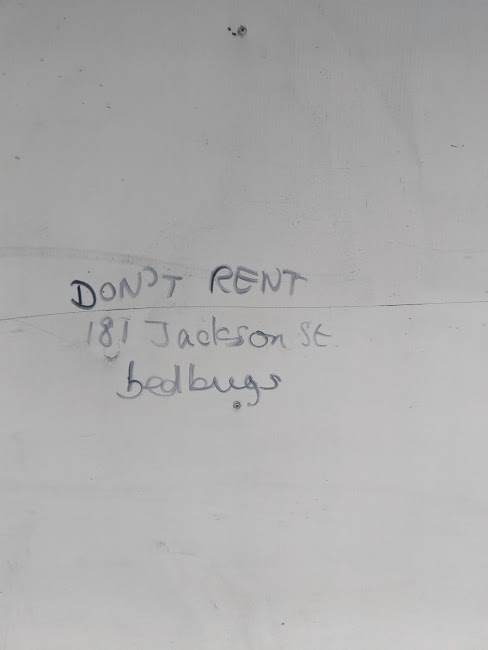 DON'T RENT
181 Jackson St
bedbugs